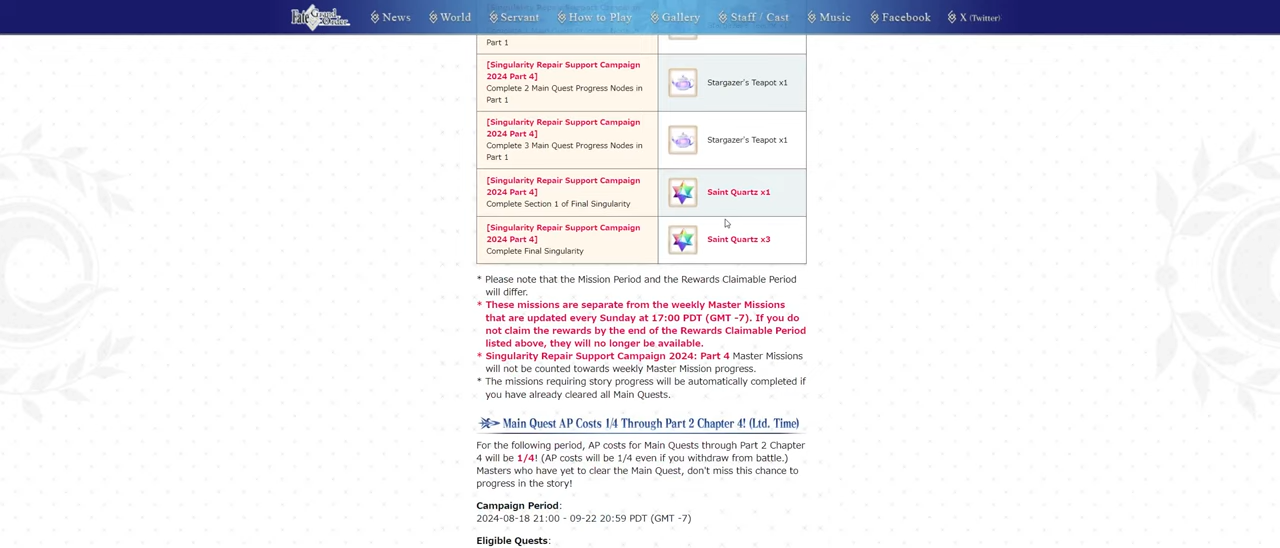 Fate Grand Order
News
World
Servant
How to Play
Gallery
Staff / Cast
Music
Facebook
X (Twitter)
Part 1
[Singularity Repair Support Campaign
2024 Part 4]
Complete 2 Main Quest Progress Nodes in
Part 1
Stargazer's Teapot x1
[Singularity Repair Support Campaign
2024 Part 4]
Complete 3 Main Quest Progress Nodes in
Part 1
Stargazer's Teapot x1
[Singularity Repair Support Campaign
2024 Part 4]
Complete Section 1 of Final Singularity
Saint Quartz x1
[Singularity Repair Support Campaign
2024 Part 4]
Complete Final Singularity
Saint Quartz x3
* Please note that the Mission Period and the Rewards Claimable Period
will differ.
* These missions are separate from the weekly Master Missions
that are updated every Sunday at 17:00 PDT (GMT -7). If you do
not claim the rewards by the end of the Rewards Claimable Period
listed above, they will no longer be available.
* Singularity Repair Support Campaign 2024: Part 4 Master Missions
will not be counted towards weekly Master Mission progress.
* The missions requiring story progress will be automatically completed if
you have already cleared all Main Quests.
Main Quest AP Costs 1/4 Through Part 2 Chapter 4! (Ltd. Time)
For the following period, AP costs for Main Quests through Part 2 Chapter
4 will be 1/4! (AP costs will be 1/4 even if you withdraw from battle.)
Masters who have yet to clear the Main Quest, don't miss this chance to
progress in the story!
Campaign Period:
2024-08-18 21:00 - 09-22 20:59 PDT (GMT -7)
Eligible Quests: